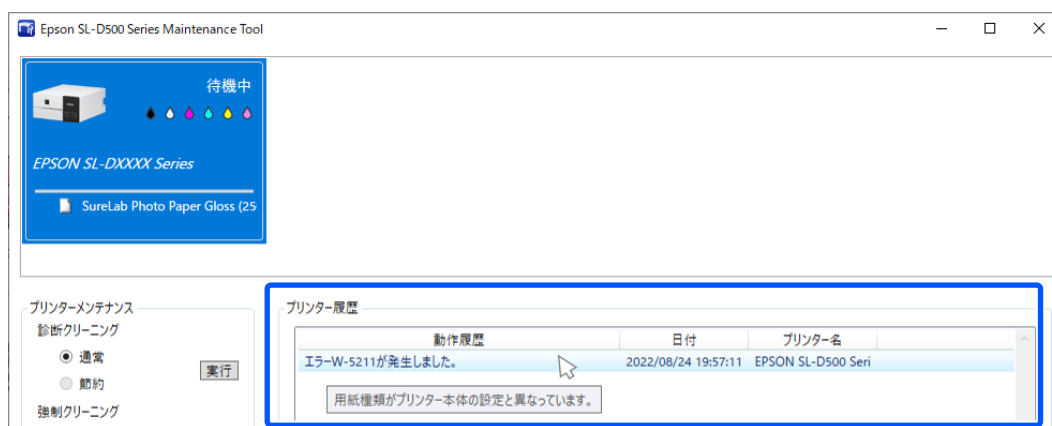 Epson SL-D500 Series Maintenance Tool
待機中
EPSON SL-DXXXX Series
SureLab Photo Paper Gloss (25
プリンターメンテナンス
診断クリーニング
通常
実行
節約
強制クリーニング
プリンター履歴
動作履歴 日付 プリンター名
エラーW-5211が発生しました。 2022/08/24 19:57:11 EPSON SL-D500 Seri
用紙種類がプリンター本体の設定と異なっています。